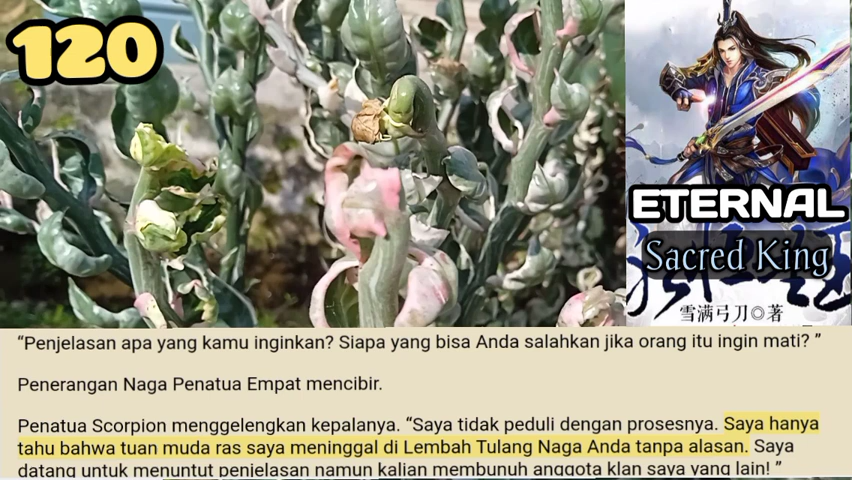 120
ETERNAL
Sacred King
雪满弓刀◎著
“Penjelasan apa yang kamu inginkan? Siapa yang bisa Anda salahkan jika orang itu ingin mati? ”
Penerangan Naga Penatua Empat mencibir.
Penatua Scorpion menggelengkan kepalanya. “Saya tidak peduli dengan prosesnya. Saya hanya
tahu bahwa tuan muda ras saya meninggal di Lembah Tulang Naga Anda tanpa alasan. Saya
datang untuk menuntut penjelasan namun kalian membunuh anggota klan saya yang lain! ”